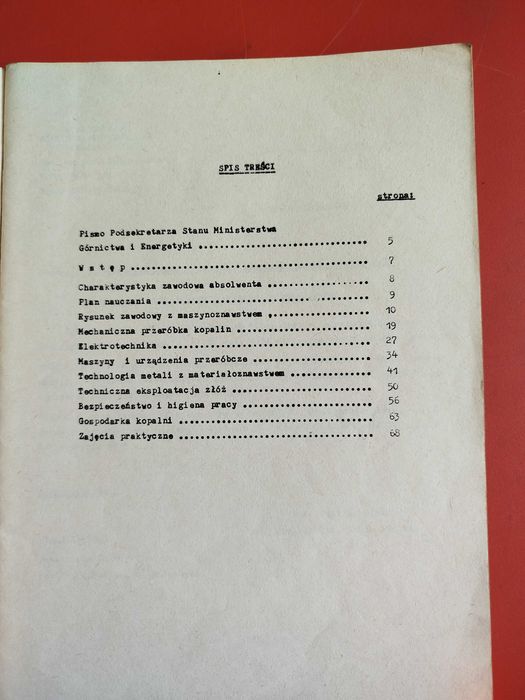 SPIS TREŚCI
strona:
Pismo Podsekretarza Stanu Ministerstwa
Górnictwa i Energetyki ................................ 5
W s t ę p ............................................. 7
Charakterystyka zawodowa absolwenta ................... 8
Plan nauczania ........................................ 9
Rysunek zawodowy z maszynoznawstwem ................... 10
Mechaniczna przeróbka kopalin ......................... 19
Elektrotechnika ....................................... 27
Maszyny i urządzenia przeróbcze ....................... 34
Technologia metali z materiałoznawstwem ............... 41
Techniczna eksploatacja złóż .......................... 50
Bezpieczeństwo i higiena pracy ........................ 56
Gospodarka kopalni .................................... 63
Zajęcia praktyczne .................................... 68